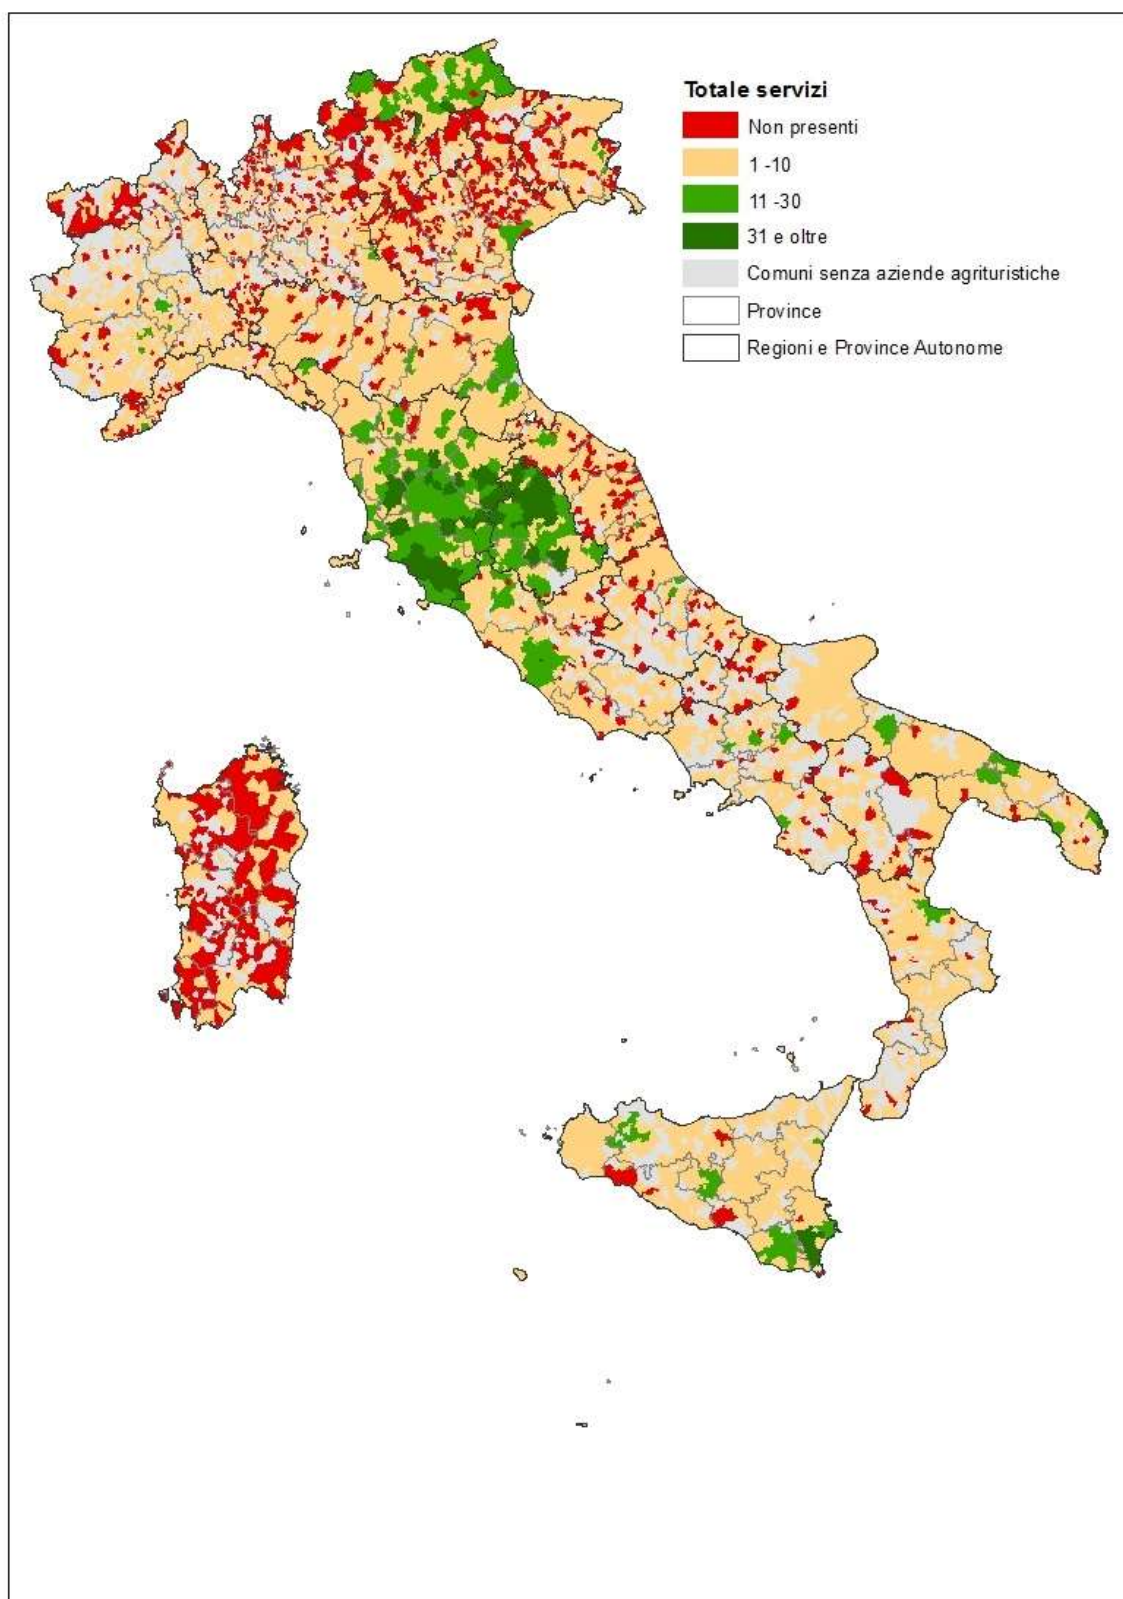 Totale servizi
Non presenti
1 -10
11 -30
31 e oltre
Comuni senza aziende agrituristiche
Province
Regioni e Province Autonome